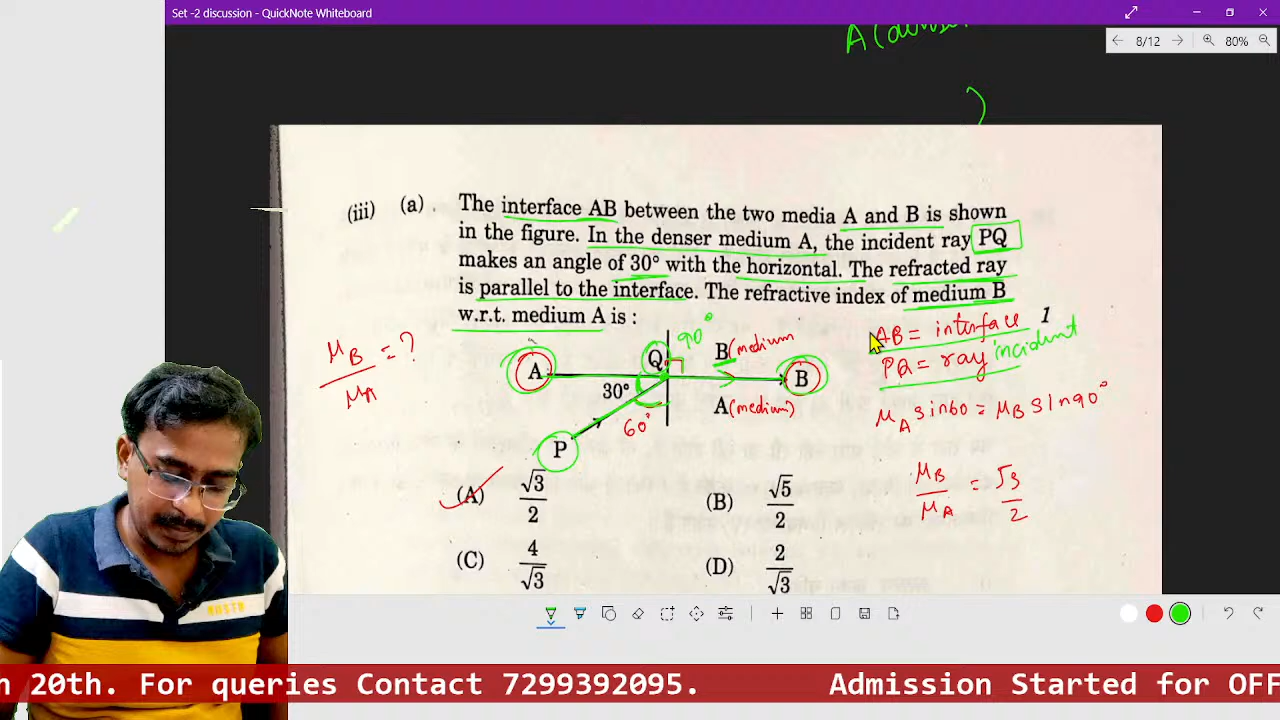 Set -2 discussion - QuickNote Whiteboard
8/12
80%
(iii) (a). The interface AB between the two media A and B is shown
in the figure. In the denser medium A, the incident ray PQ
makes an angle of 30° with the horizontal. The refracted ray
is parallel to the interface. The refractive index of medium B
w.r.t. medium A is : 1
AB = interface
PQ = ray incident
μB/μA = ?
90°
A Q B(medium B
30° A(medium)
60°
P
μA sin60 = μB sin90°
μB/μA = √3/2
(A) √3/2 (B) √5/2
(C) 4/√3 (D) 2/√3
h 20th. For queries Contact 7299392095. Admission Started for OFF